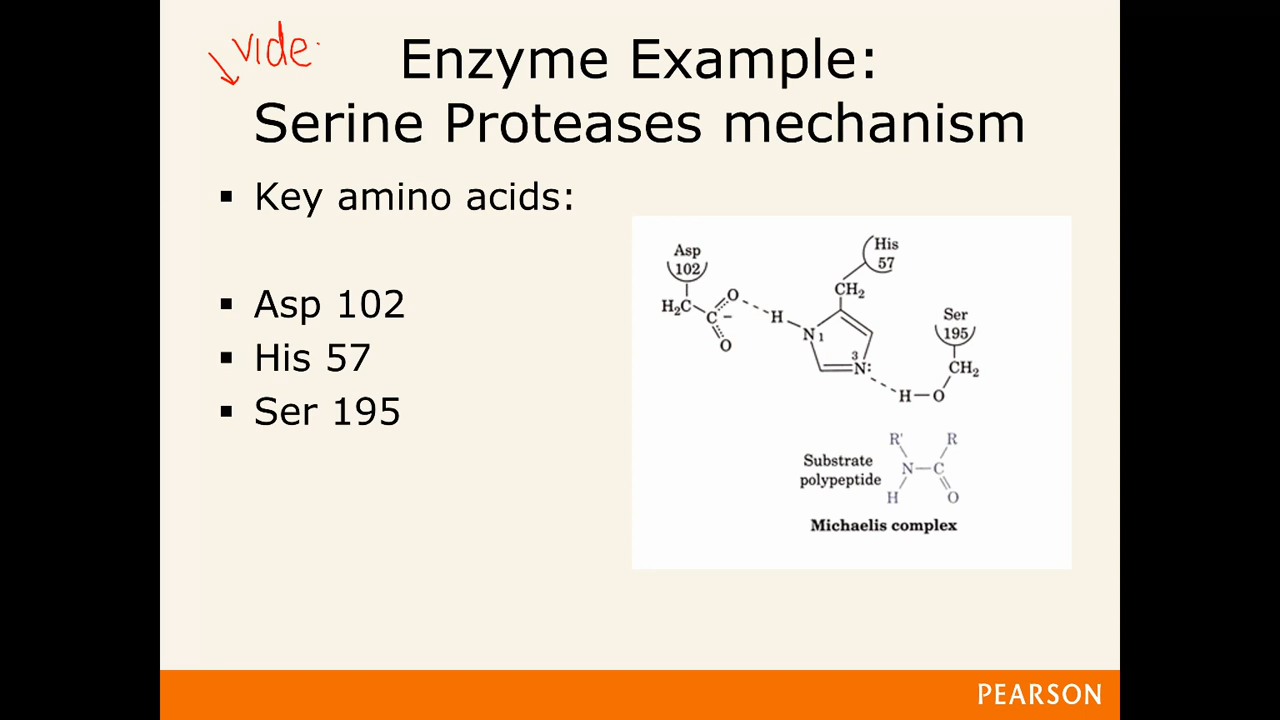 vide
Enzyme Example:
Serine Proteases mechanism
▪ Key amino acids:
▪ Asp 102
▪ His 57
▪ Ser 195
Asp
102
H₂C
C
–
O
O
H
N 1
His
57
CH₂
3
N:
Ser
195
CH₂
H—O
Substrate
polypeptide
R' R
N—C
H O
Michaelis complex
PEARSON